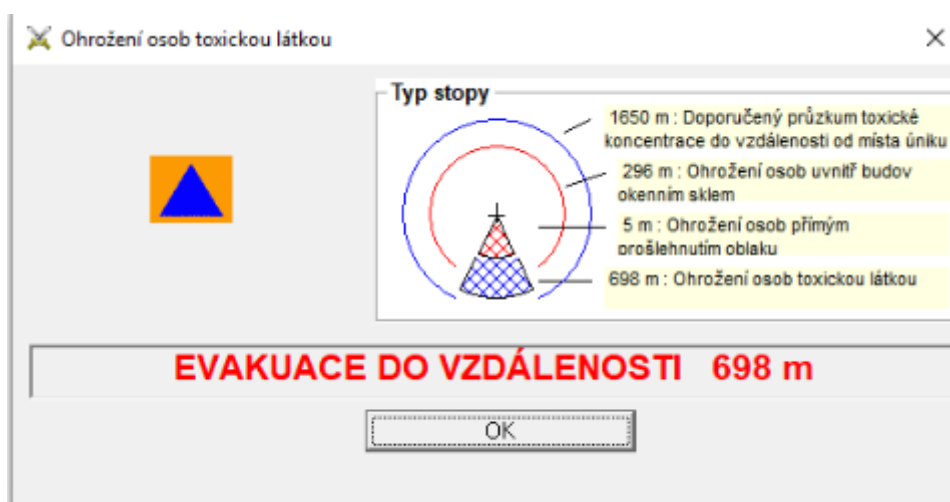 Ohrožení osob toxickou látkou
Typ stopy
1650 m : Doporučený průzkum toxické
koncentrace do vzdálenosti od místa úniku
296 m : Ohrožení osob uvnitř budov
okenním sklem
5 m : Ohrožení osob přímým
prošlehnutím oblaku
698 m : Ohrožení osob toxickou látkou
EVAKUACE DO VZDÁLENOSTI 698 m
OK